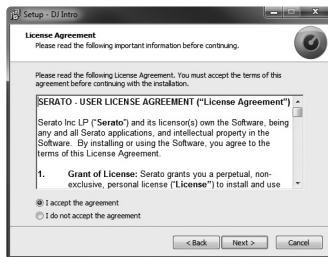 Setup - DJ Intro
License Agreement
Please read the following important information before continuing.
Please read the following License Agreement. You must accept the terms of this
agreement before continuing with the installation.
SERATO - USER LICENSE AGREEMENT ("License Agreement")
Serato Inc LP ("Serato") and its licensor(s) own the Software, being
any and all Serato applications, and intellectual property in the
Software. By installing or using the Software, you agree to the
terms of this License Agreement.
1. Grant of License: Serato grants you a perpetual, non-
exclusive, personal license ("License") to install and use
I accept the agreement
I do not accept the agreement
< Back Next > Cancel